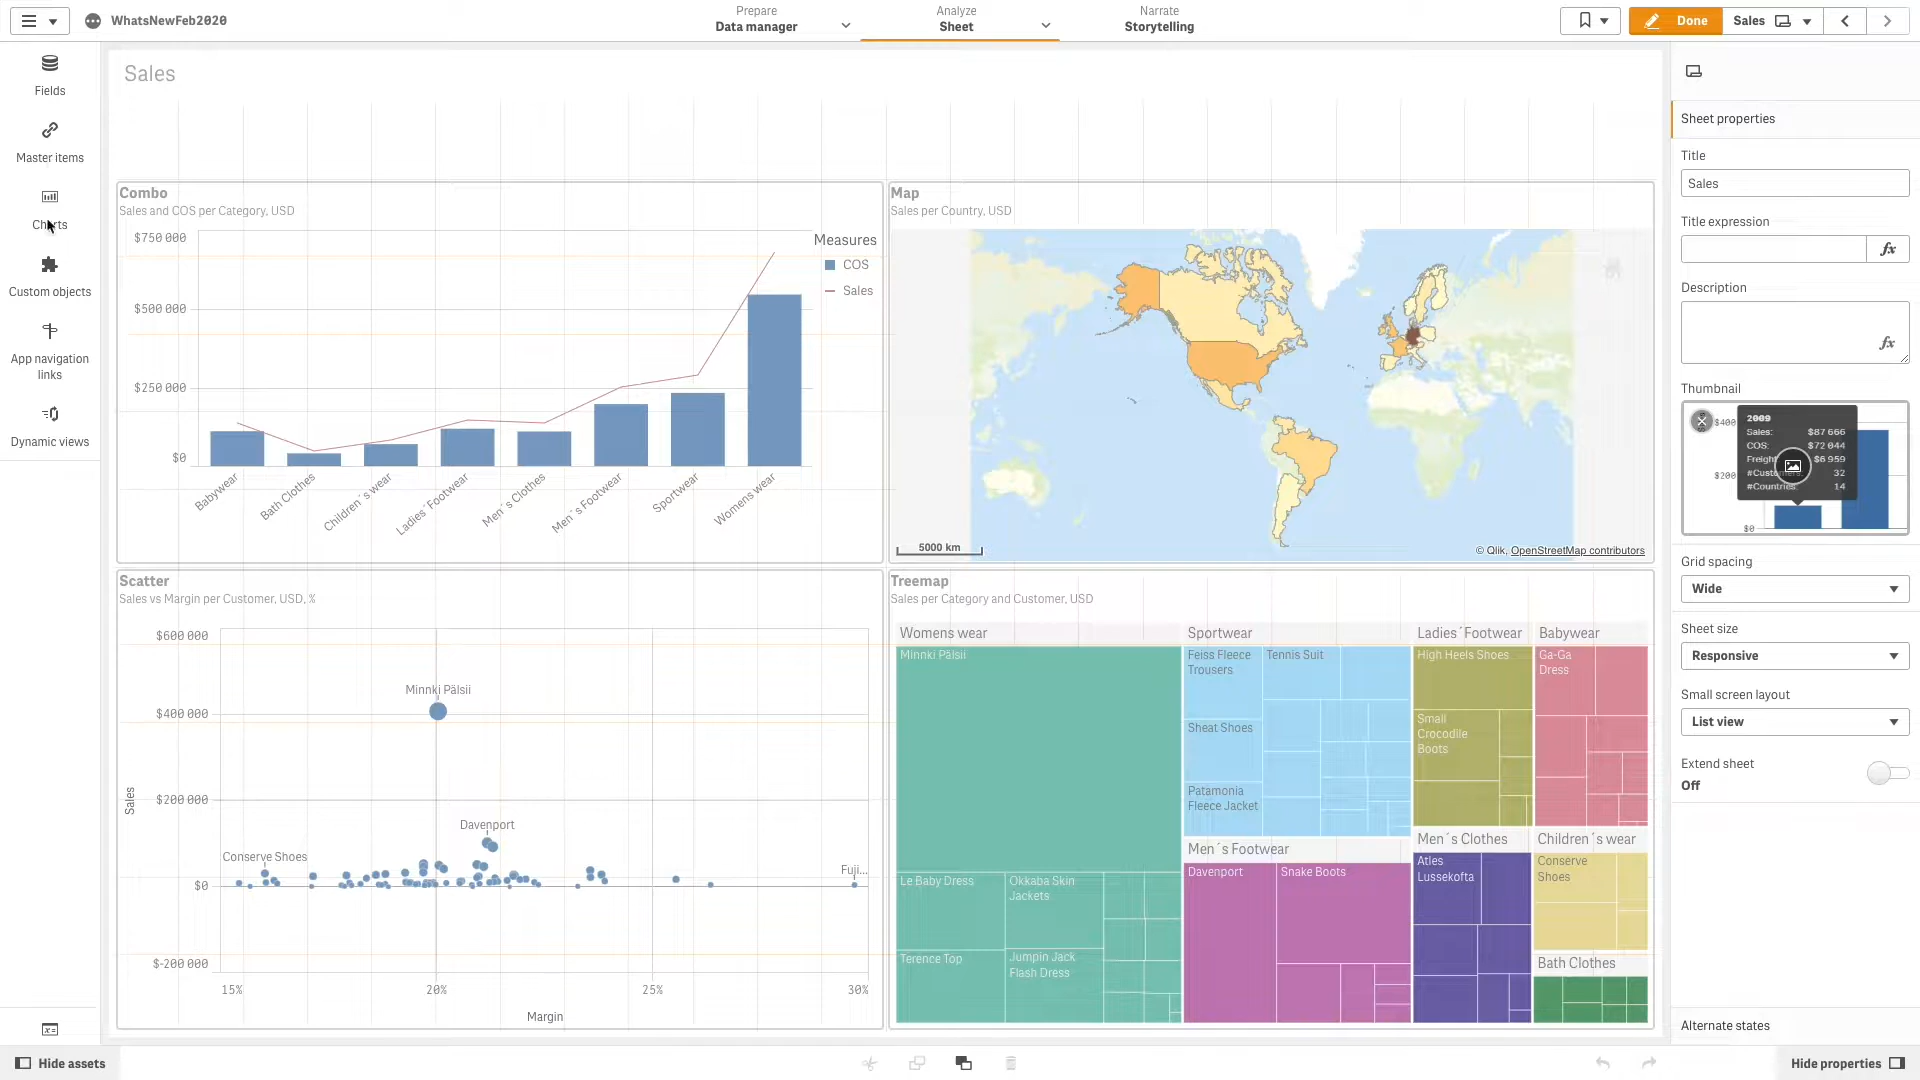 WhatsNewFeb2020
Prepare
Data manager
Analyze
Sheet
Narrate
Storytelling
Done
Sales
Fields
Master items
Charts
Custom objects
App navigation
links
Dynamic views
Sales
Combo
Sales and COS per Category, USD
$750 000
$500 000
$250 000
$0
Measures
COS
Sales
Babywear
Bath Clothes
Children´s wear
Ladies´Footwear
Men´s Clothes
Men´s Footwear
Sportwear
Womens wear
Map
Sales per Country, USD
5000 km
© Qlik, OpenStreetMap contributors
Scatter
Sales vs Margin per Customer, USD, %
$600 000
$400 000
$200 000
$0
$-200 000
Sales
Minnki Pälsii
Davenport
Conserve Shoes
Fuji...
15%
20%
25%
30%
Margin
Treemap
Sales per Category and Customer, USD
Womens wear
Minnki Pälsii
Le Baby Dress
Okkaba Skin
Jackets
Terence Top
Jumpin Jack
Flash Dress
Sportwear
Feiss Fleece
Trousers
Tennis Suit
Sheat Shoes
Patamonia
Fleece Jacket
Men´s Footwear
Davenport
Snake Boots
Ladies´Footwear
High Heels Shoes
Small
Crocodile
Boots
Babywear
Ga-Ga
Dress
Men´s Clothes
Atles
Lussekofta
Children´s wear
Conserve
Shoes
Bath Clothes
Sheet properties
Title
Sales
Title expression
fx
Description
fx
Thumbnail
$400
$200
$0
2009
Sales: $87 666
COS: $72 044
Freight $6 959
#Customers: 32
#Countries: 14
Grid spacing
Wide
Sheet size
Responsive
Small screen layout
List view
Extend sheet
Off
Alternate states
Hide assets
Hide properties